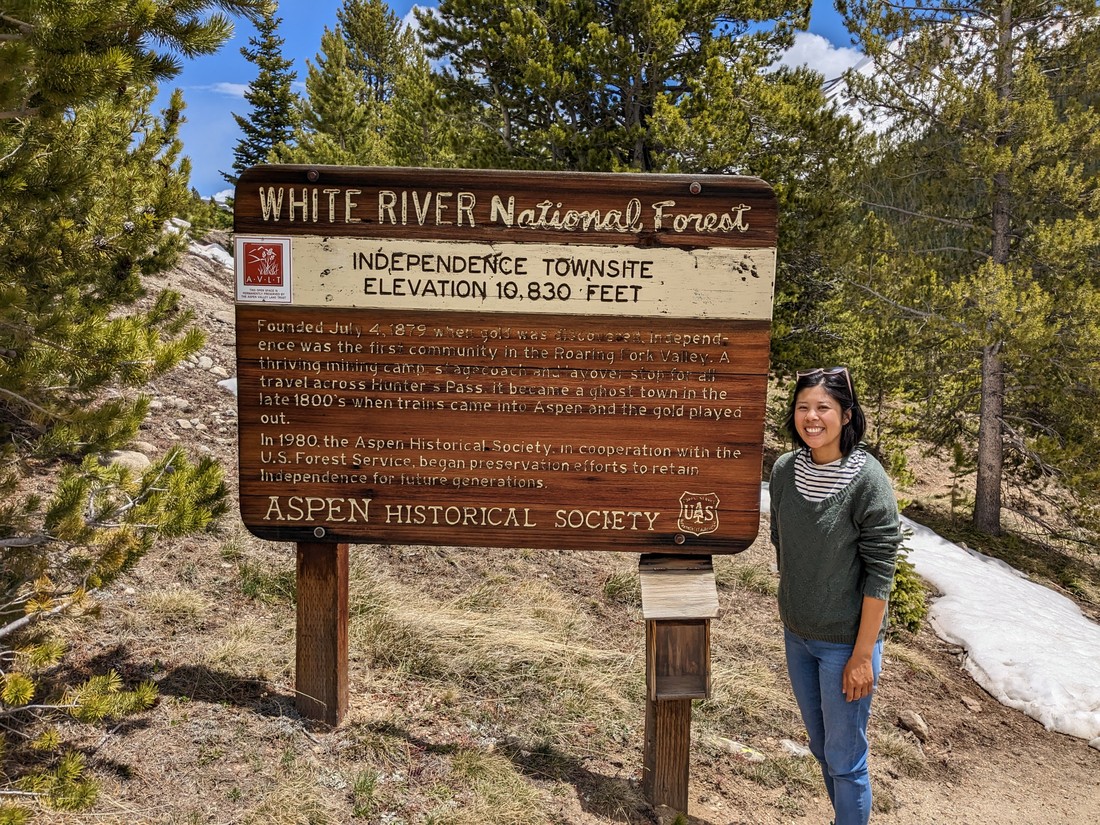 WHITE RIVER National Forest
A·V·L·T
INDEPENDENCE TOWNSITE
ELEVATION 10,830 FEET
Founded July 4, 1879 when gold was discovered, Independ-
ence was the first community in the Roaring Fork Valley. A
thriving mining camp, stagecoach and layover stop for all
travel across Hunter's Pass, it became a ghost town in the
late 1800's when trains came into Aspen and the gold played
out.
In 1980, the Aspen Historical Society, in cooperation with the
U.S. Forest Service, began preservation efforts to retain
Independence for future generations.
ASPEN HISTORICAL SOCIETY
UAS